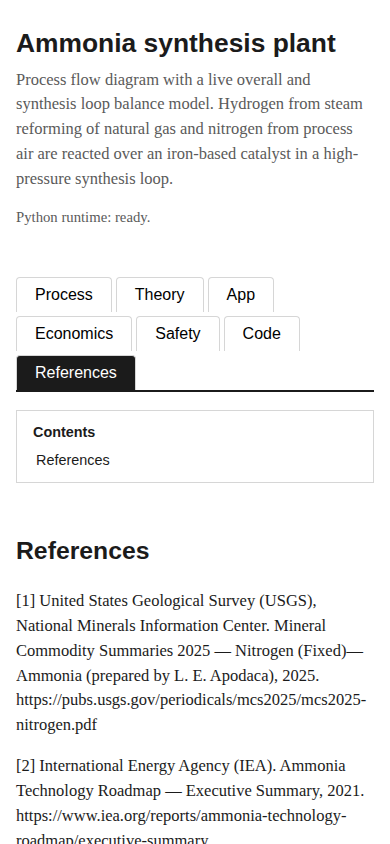 Ammonia synthesis plant
Process flow diagram with a live overall and
synthesis loop balance model. Hydrogen from steam
reforming of natural gas and nitrogen from process
air are reacted over an iron-based catalyst in a high-
pressure synthesis loop.
Python runtime: ready.
Process Theory App
Economics Safety Code
References
Contents
References
References
[1] United States Geological Survey (USGS),
National Minerals Information Center. Mineral
Commodity Summaries 2025 — Nitrogen (Fixed)—
Ammonia (prepared by L. E. Apodaca), 2025.
https://pubs.usgs.gov/periodicals/mcs2025/mcs2025-
nitrogen.pdf
[2] International Energy Agency (IEA). Ammonia
Technology Roadmap — Executive Summary, 2021.
https://www.iea.org/reports/ammonia-technology-
roadmap/executive-summary